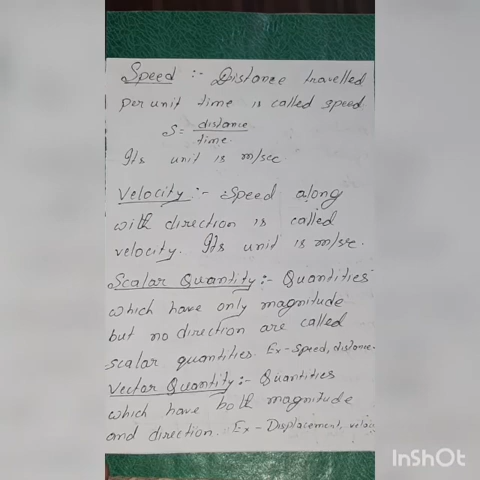 Speed :- Distance travelled
per unit time is called speed
S = distance
time.
Its unit is m/sec
Velocity :- Speed along
with direction is called
velocity. Its unit is m/sec.
Scalar Quantity :- Quantities
which have only magnitude
but no direction are called
scalar quantities. Ex - Speed, distance.
Vector Quantity :- Quantities
which have both magnitude
and direction. Ex - Displacement,
InShOt